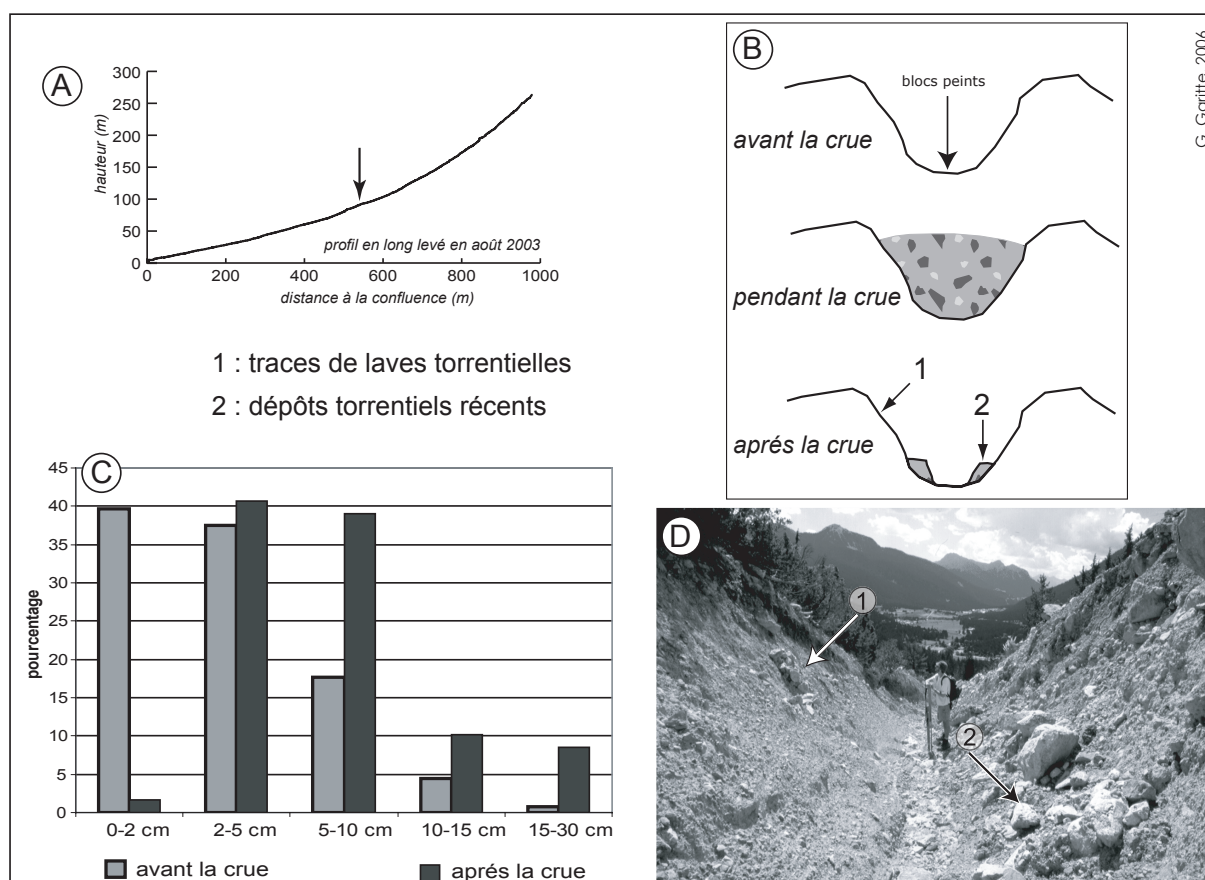 A
300
250
200
150
100
50
0
hauteur (m)
profil en long levé en août 2003
0 200 400 600 800 1000
distance à la confluence (m)
1 : traces de laves torrentielles
2 : dépôts torrentiels récents
B
blocs peints
avant la crue
pendant la crue
1
2
aprés la crue
G. Garitte, 2006
C
45
40
35
30
25
20
15
10
5
0
pourcentage
0-2 cm 2-5 cm 5-10 cm 10-15 cm 15-30 cm
avant la crue aprés la crue
D
1
2